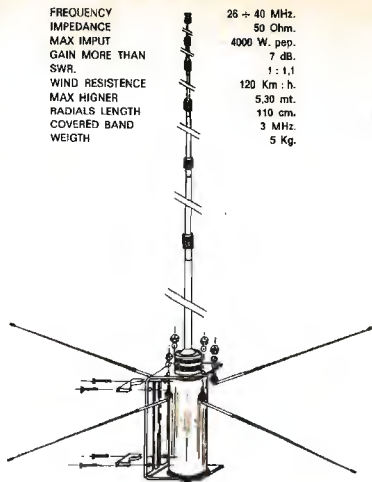 FREQUENCY 26 ÷ 40 MHz.
IMPEDANCE 50 Ohm.
MAX IMPUT 4000 W. pep.
GAIN MORE THAN 7 dB.
SWR. 1 : 1,1
WIND RESISTENCE 120 Km : h.
MAX HIGNER 5,30 mt.
RADIALS LENGTH 110 cm.
COVERED BAND 3 MHz.
WEIGTH 5 Kg.